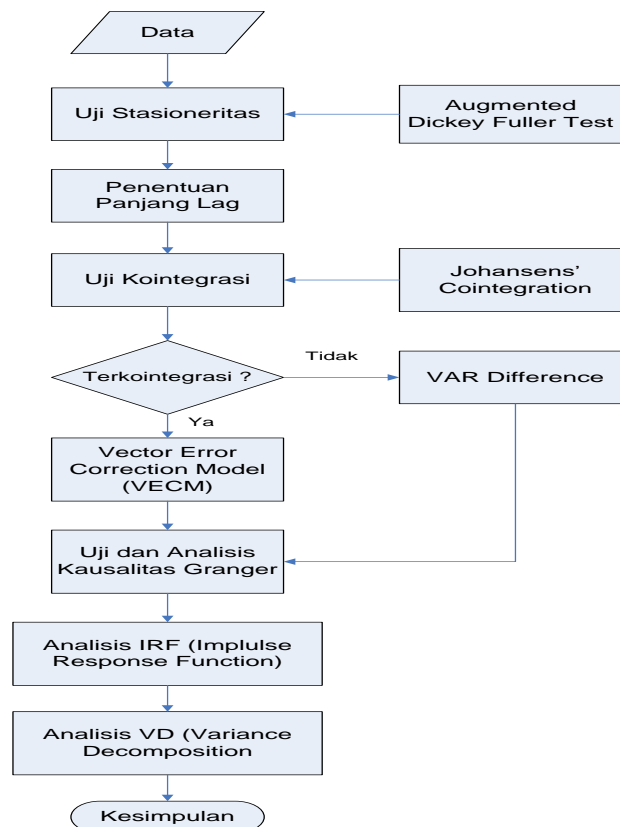 Data
Uji Stasioneritas
Augmented
Dickey Fuller Test
Penentuan
Panjang Lag
Uji Kointegrasi
Johansens’
Cointegration
Terkointegrasi ?
Tidak
VAR Difference
Ya
Vector Error
Correction Model
(VECM)
Uji dan Analisis
Kausalitas Granger
Analisis IRF (Implulse
Response Function)
Analisis VD (Variance
Decomposition
Kesimpulan